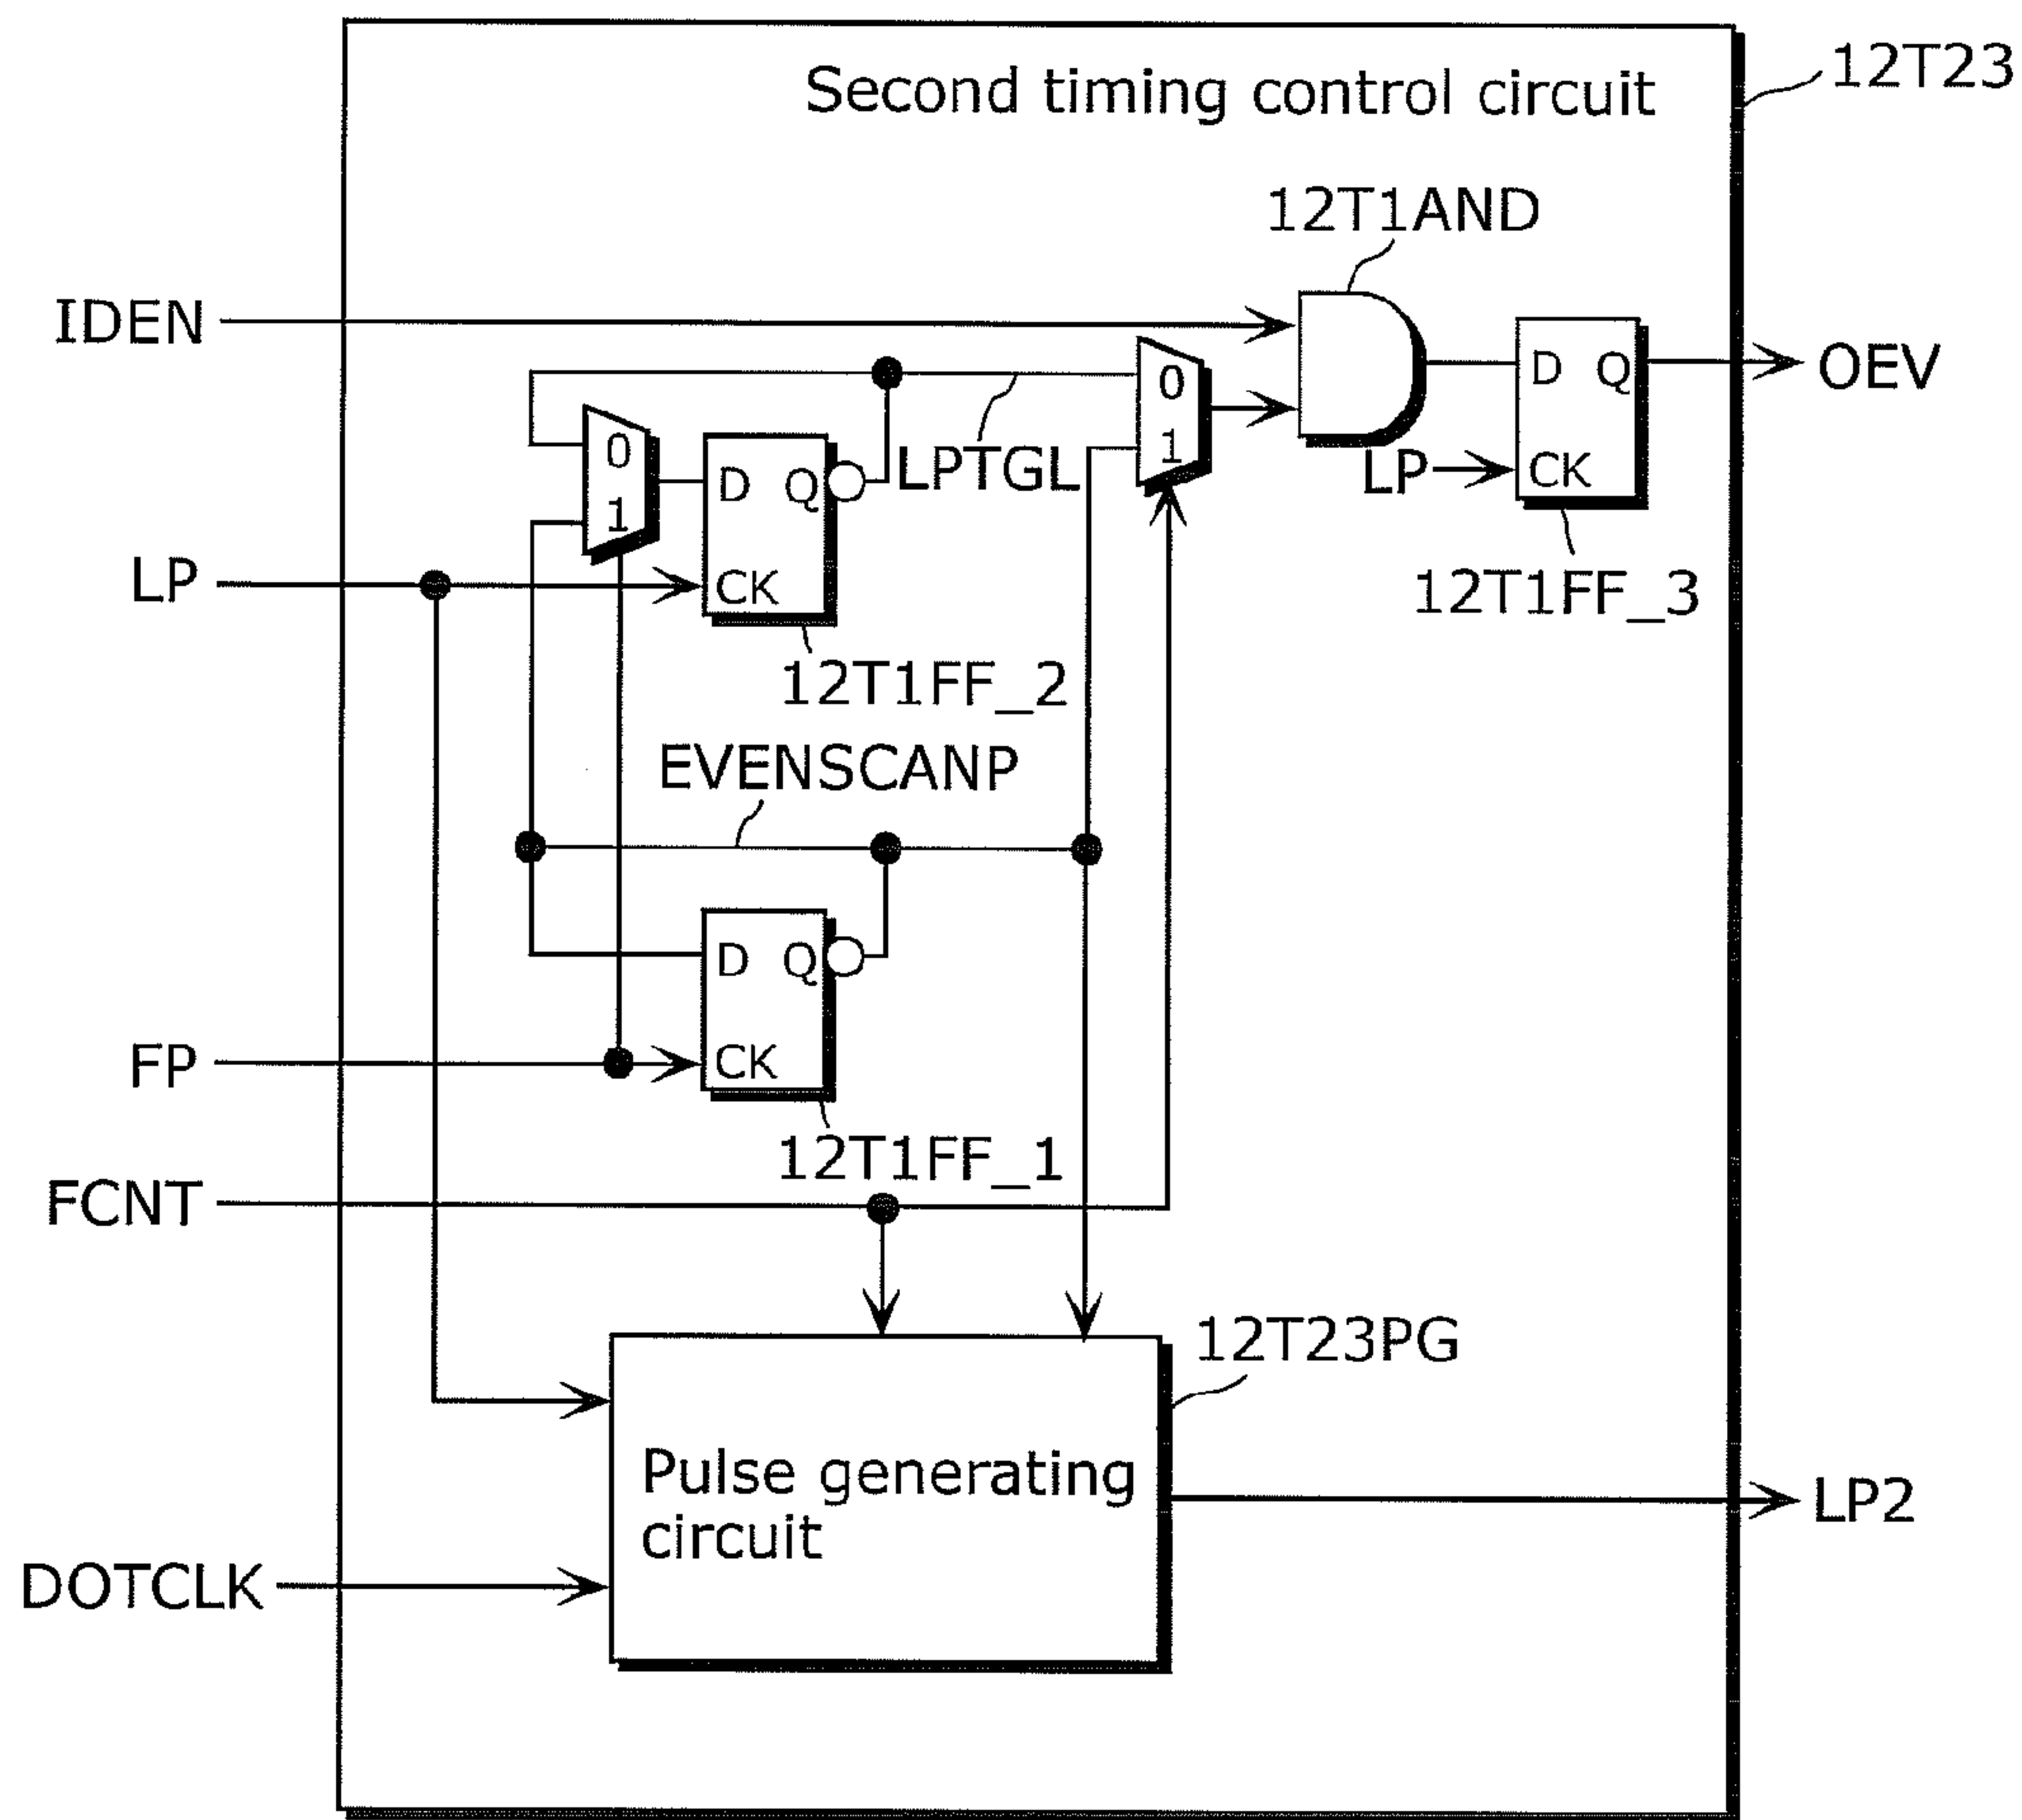 Second timing control circuit
12T23
12T1AND
IDEN
0
1
D Q
CK
OEV
0
1
D Q
CK
LPTGL
LP
LP
12T1FF_3
12T1FF_2
EVENSCANP
D Q
CK
FP
12T1FF_1
FCNT
12T23PG
Pulse generating
circuit
LP2
DOTCLK